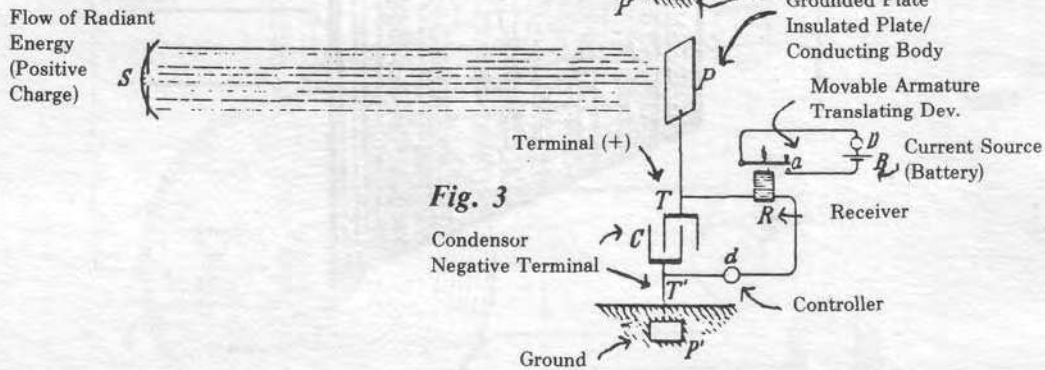 P
Grounded Plate
Flow of Radiant
Energy
(Positive
Charge)
S
Insulated Plate/
Conducting Body
P
Movable Armature
Translating Dev.
Terminal (+)
D
a
B
Current Source
(Battery)
Fig. 3
T
R
Receiver
C
Condensor
Negative Terminal
d
T'
Controller
P'
Ground